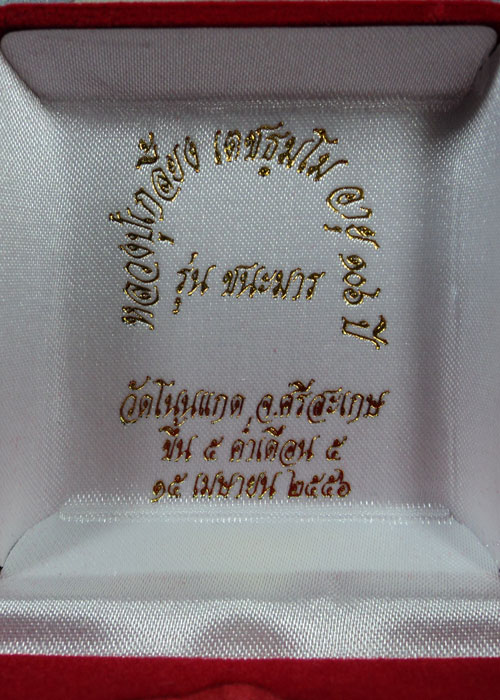 หลวงปู่เกลี้ยง เตชธมฺโม อายุ ๑๐๖ ปี
รุ่น ชนะมาร
วัดโนนแกด จ.ศรีสะเกษ
ขึ้น ๕ ค่ำเดือน ๕
๑๕ เมษายน ๒๕๕๖